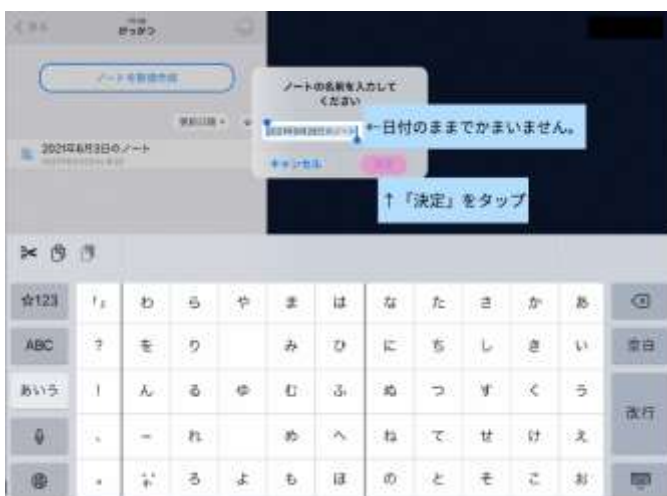 ノートを新規作成
ノートの名前を入力して
ください
←日付のままでかまいません。
2021年6月3日のノート
キャンセル
↑「決定」をタップ
☆123
わ ら や ま は な た さ か あ
ABC
? を り み ひ に ち し き い
空白
あいう
! ん る ゆ む ふ ぬ つ す く う
改行
、 ー れ め へ ね て せ け え
。 ろ よ も ほ の と そ こ お